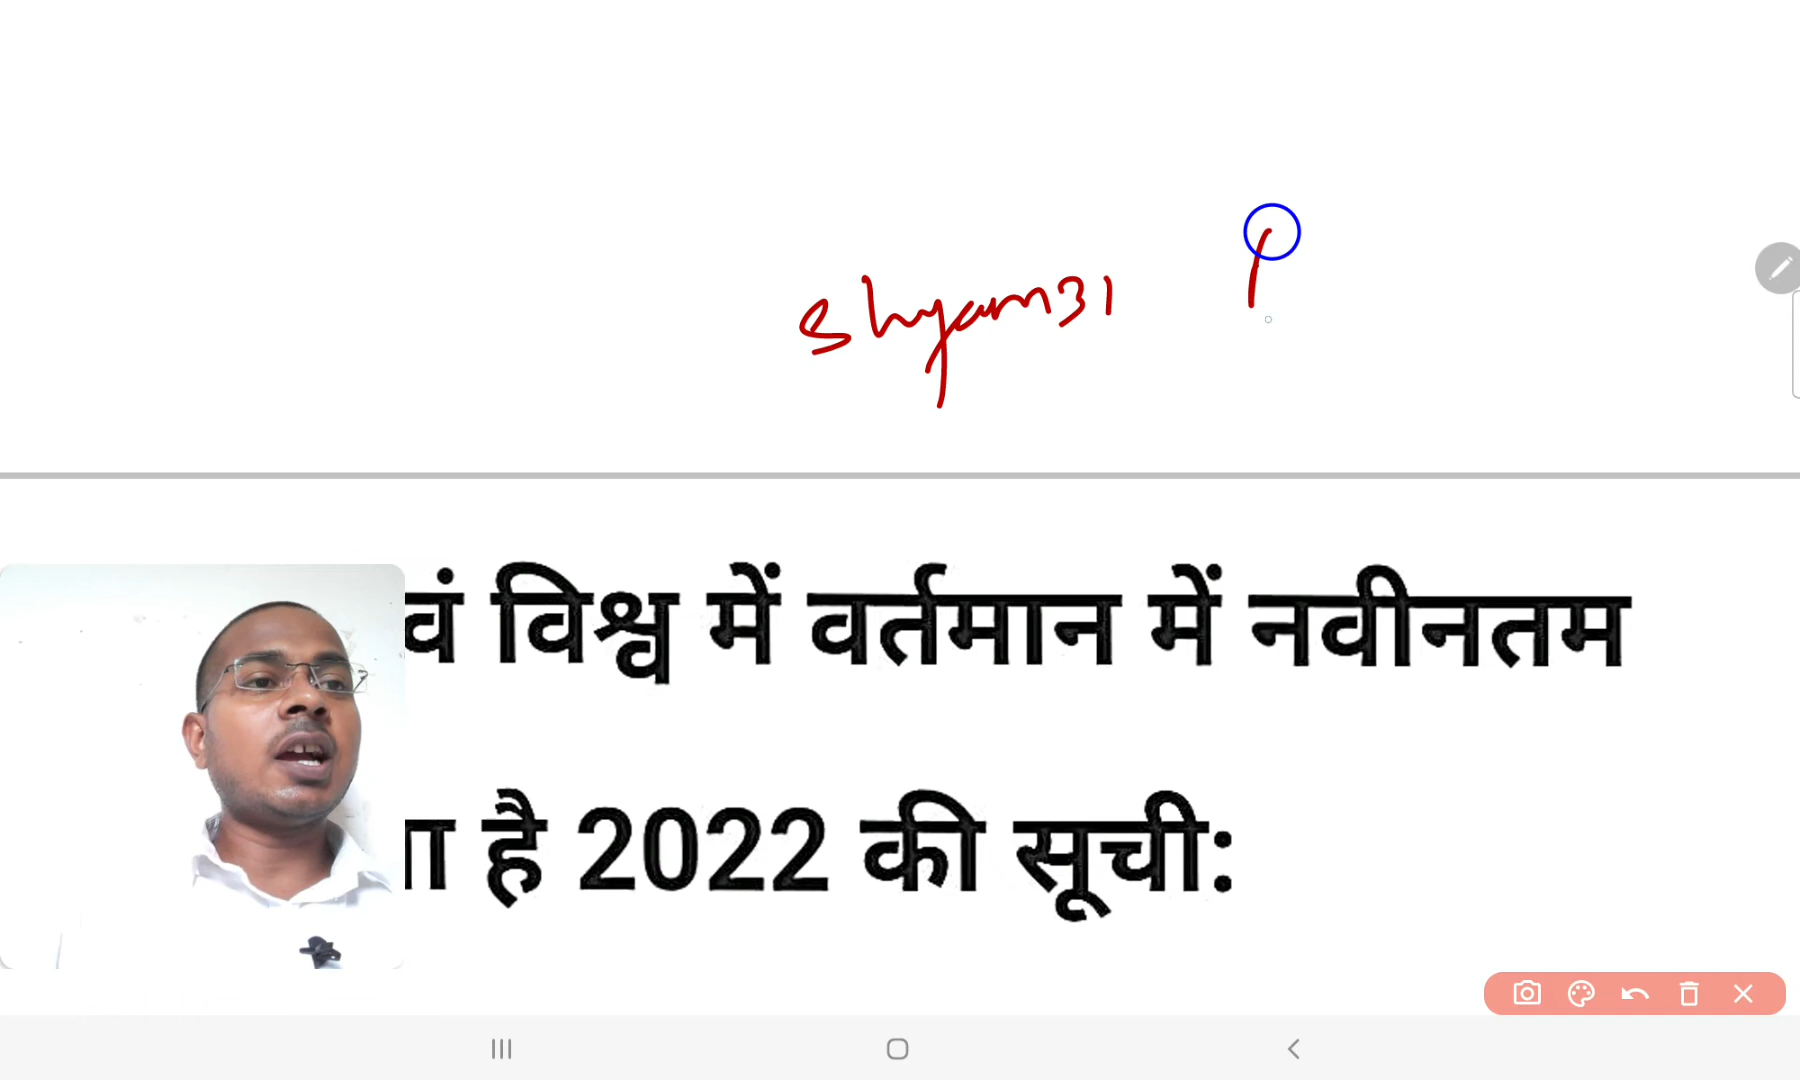 shyam31
वं विश्व में वर्तमान में नवीनतम
ा है 2022 की सूची: